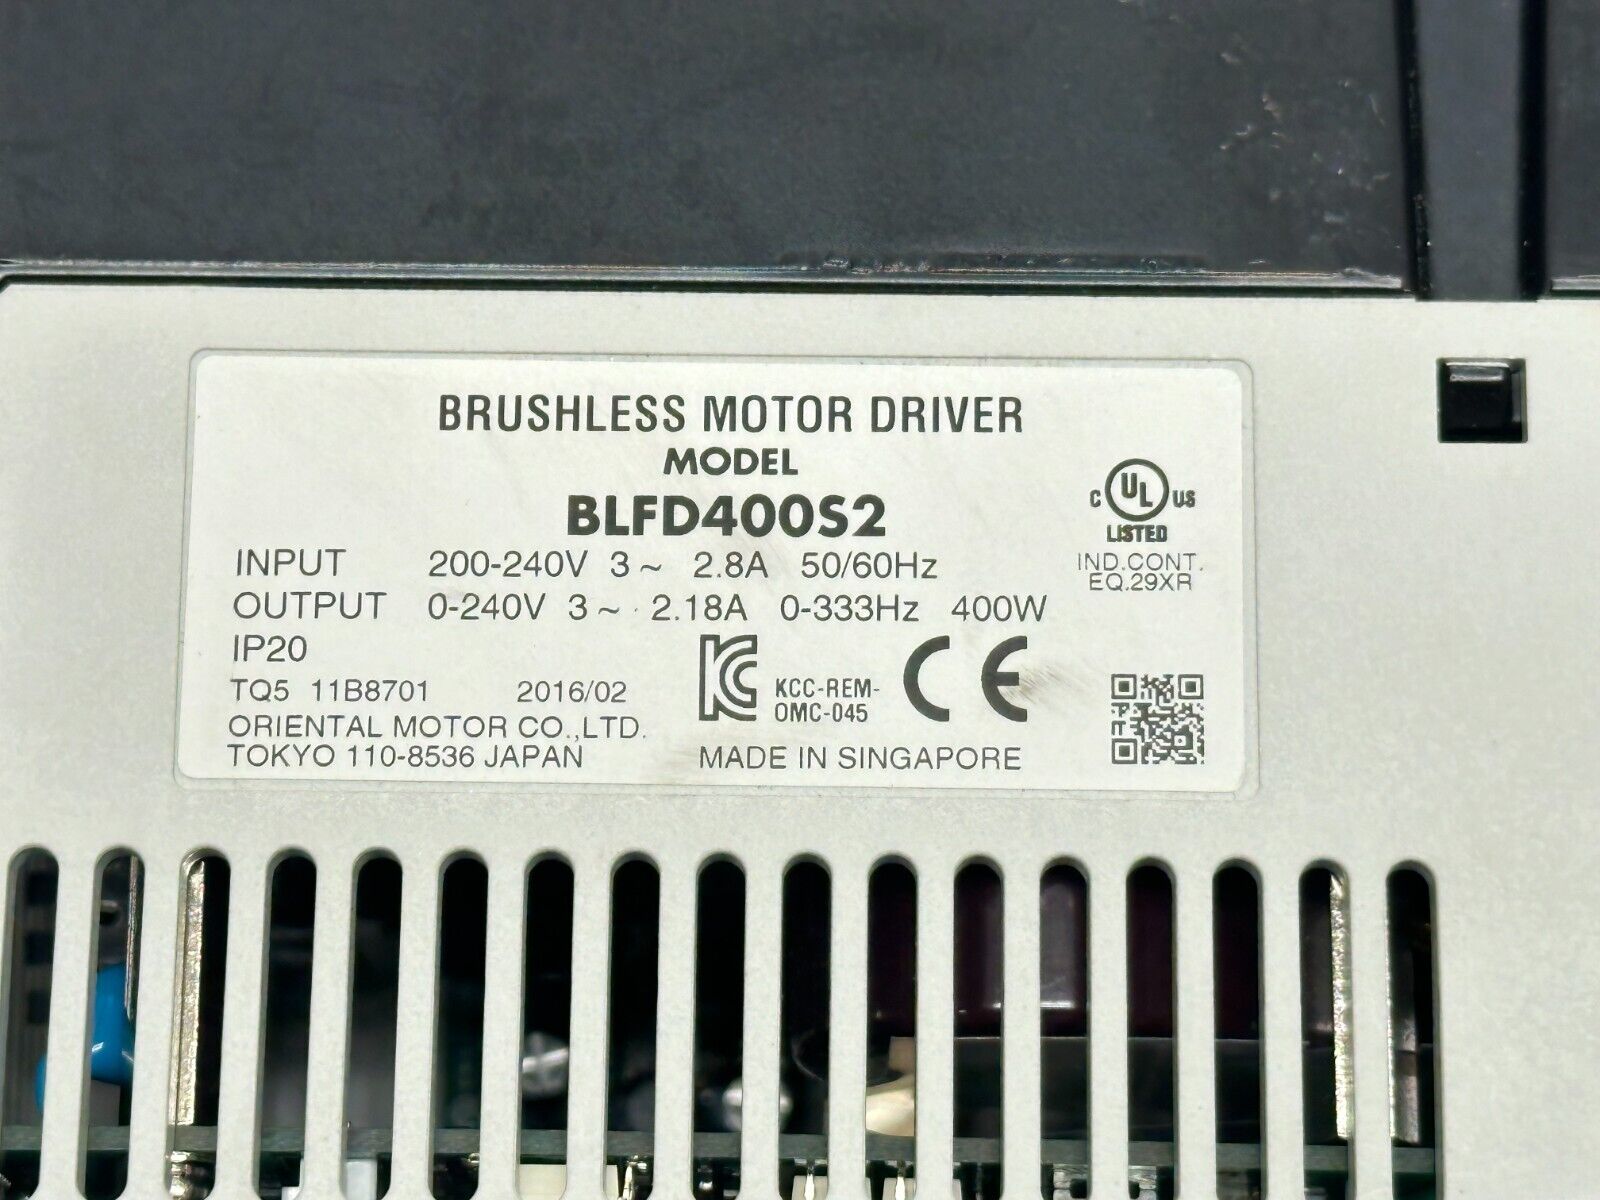 BRUSHLESS MOTOR DRIVER
MODEL
BLFD400S2
INPUT 200-240V 3~ 2.8A 50/60Hz
OUTPUT 0-240V 3~ 2.18A 0-333Hz 400W
IP20
TQ5 11B8701 2016/02
ORIENTAL MOTOR CO.,LTD.
TOKYO 110-8536 JAPAN
KCC-REM-
OMC-045
CE
MADE IN SINGAPORE
C UL US
LISTED
IND.CONT.
EQ.29XR